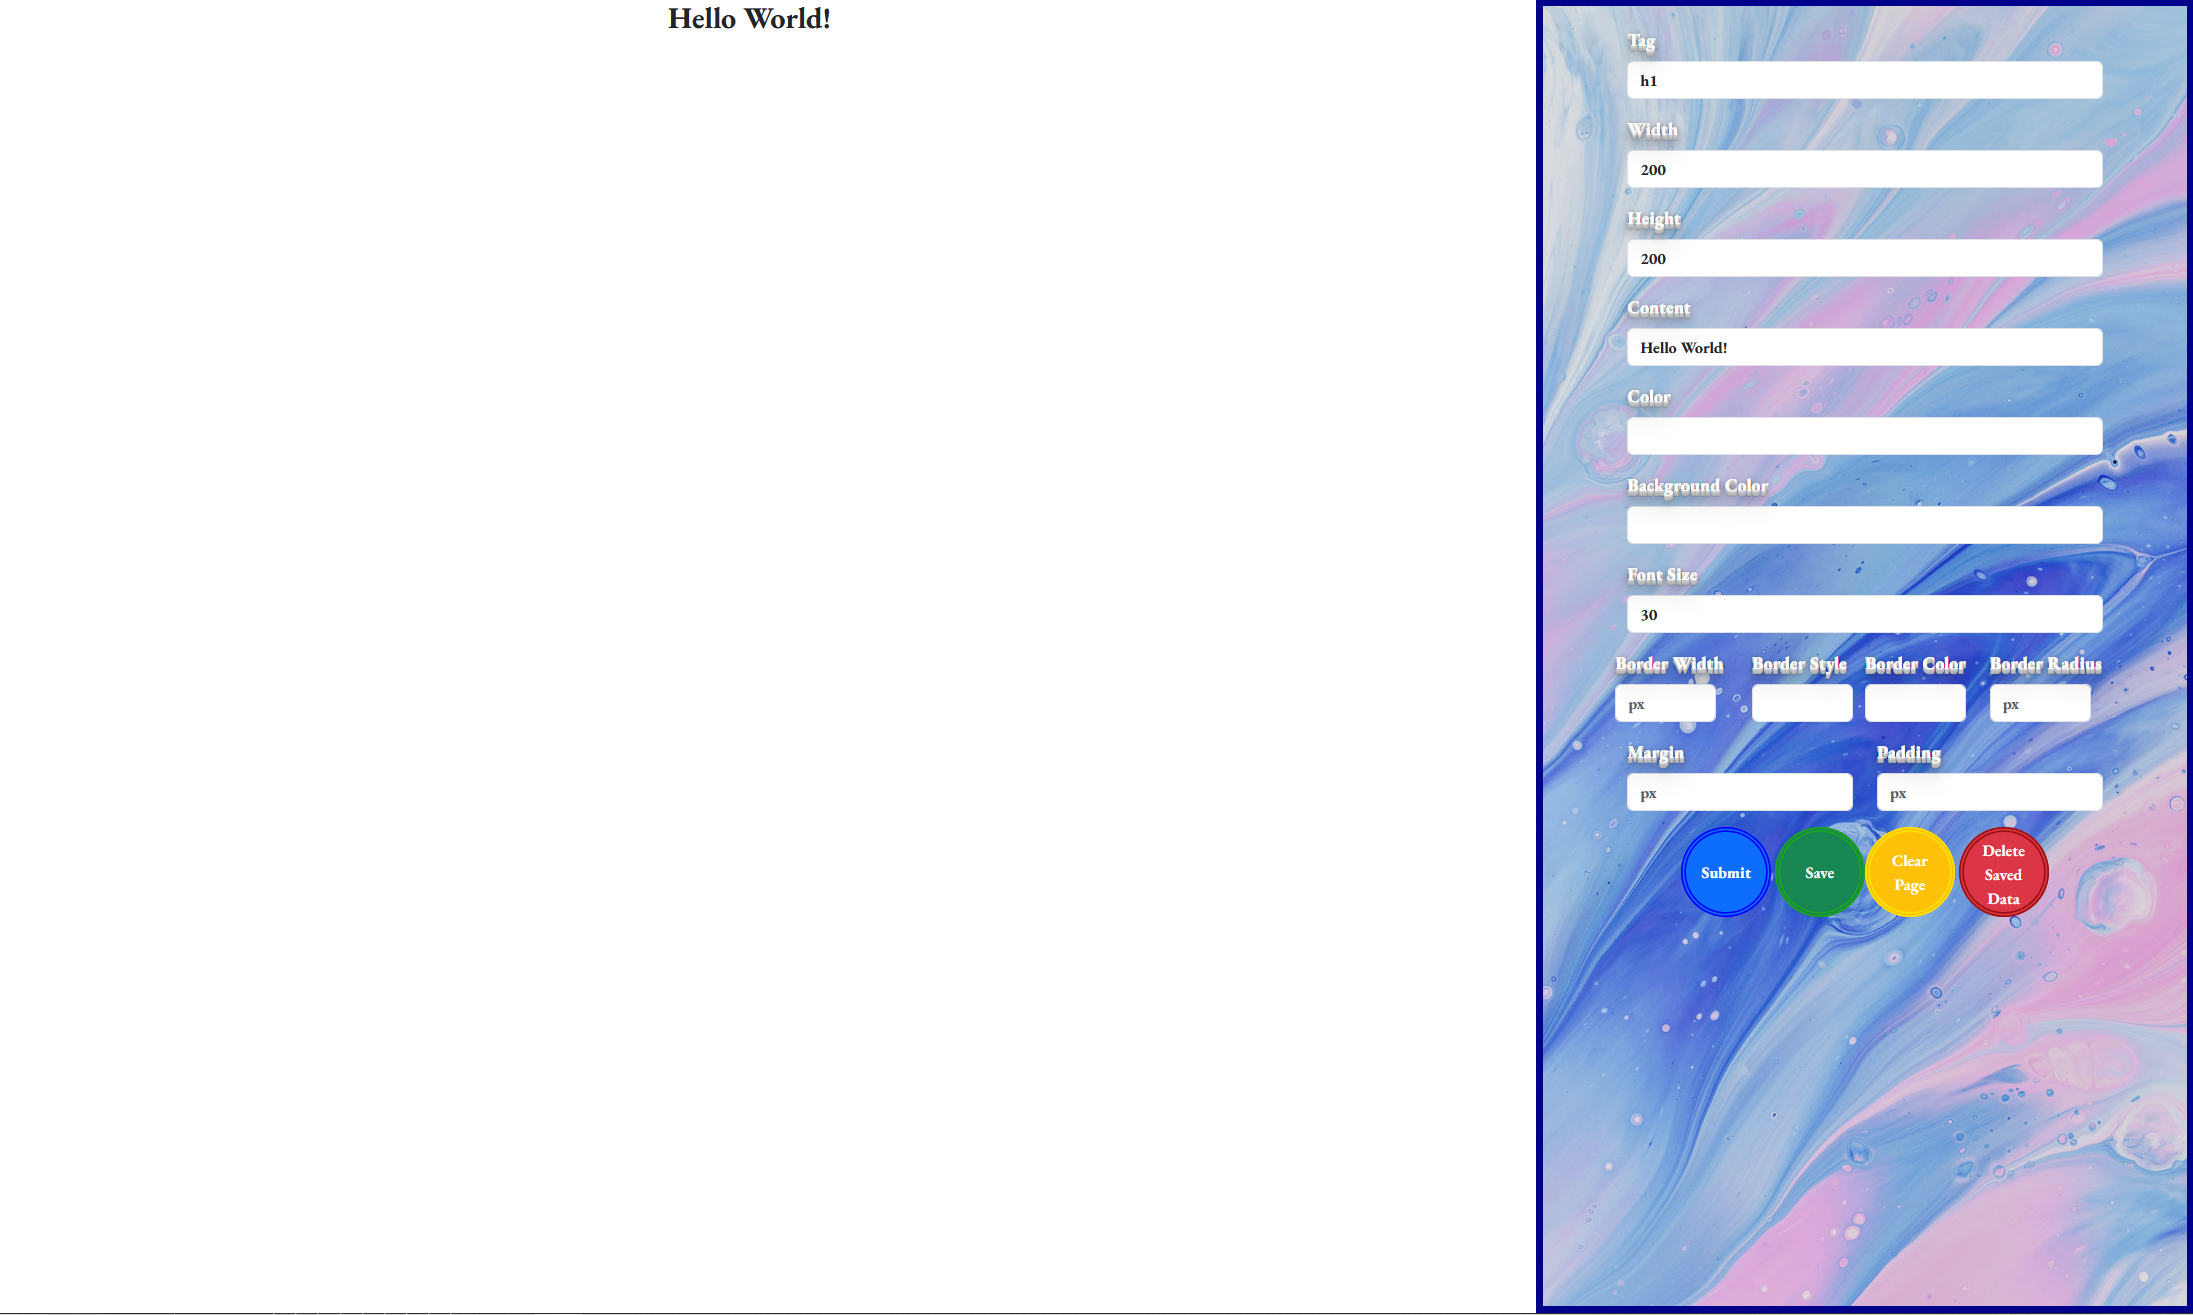 Hello World!
Tag
h1
Width
200
Height
200
Content
Hello World!
Color
Background Color
Font Size
30
Border Width Border Style Border Color Border Radius
px px
Margin Padding
px px
Submit Save Clear Page Delete Saved Data